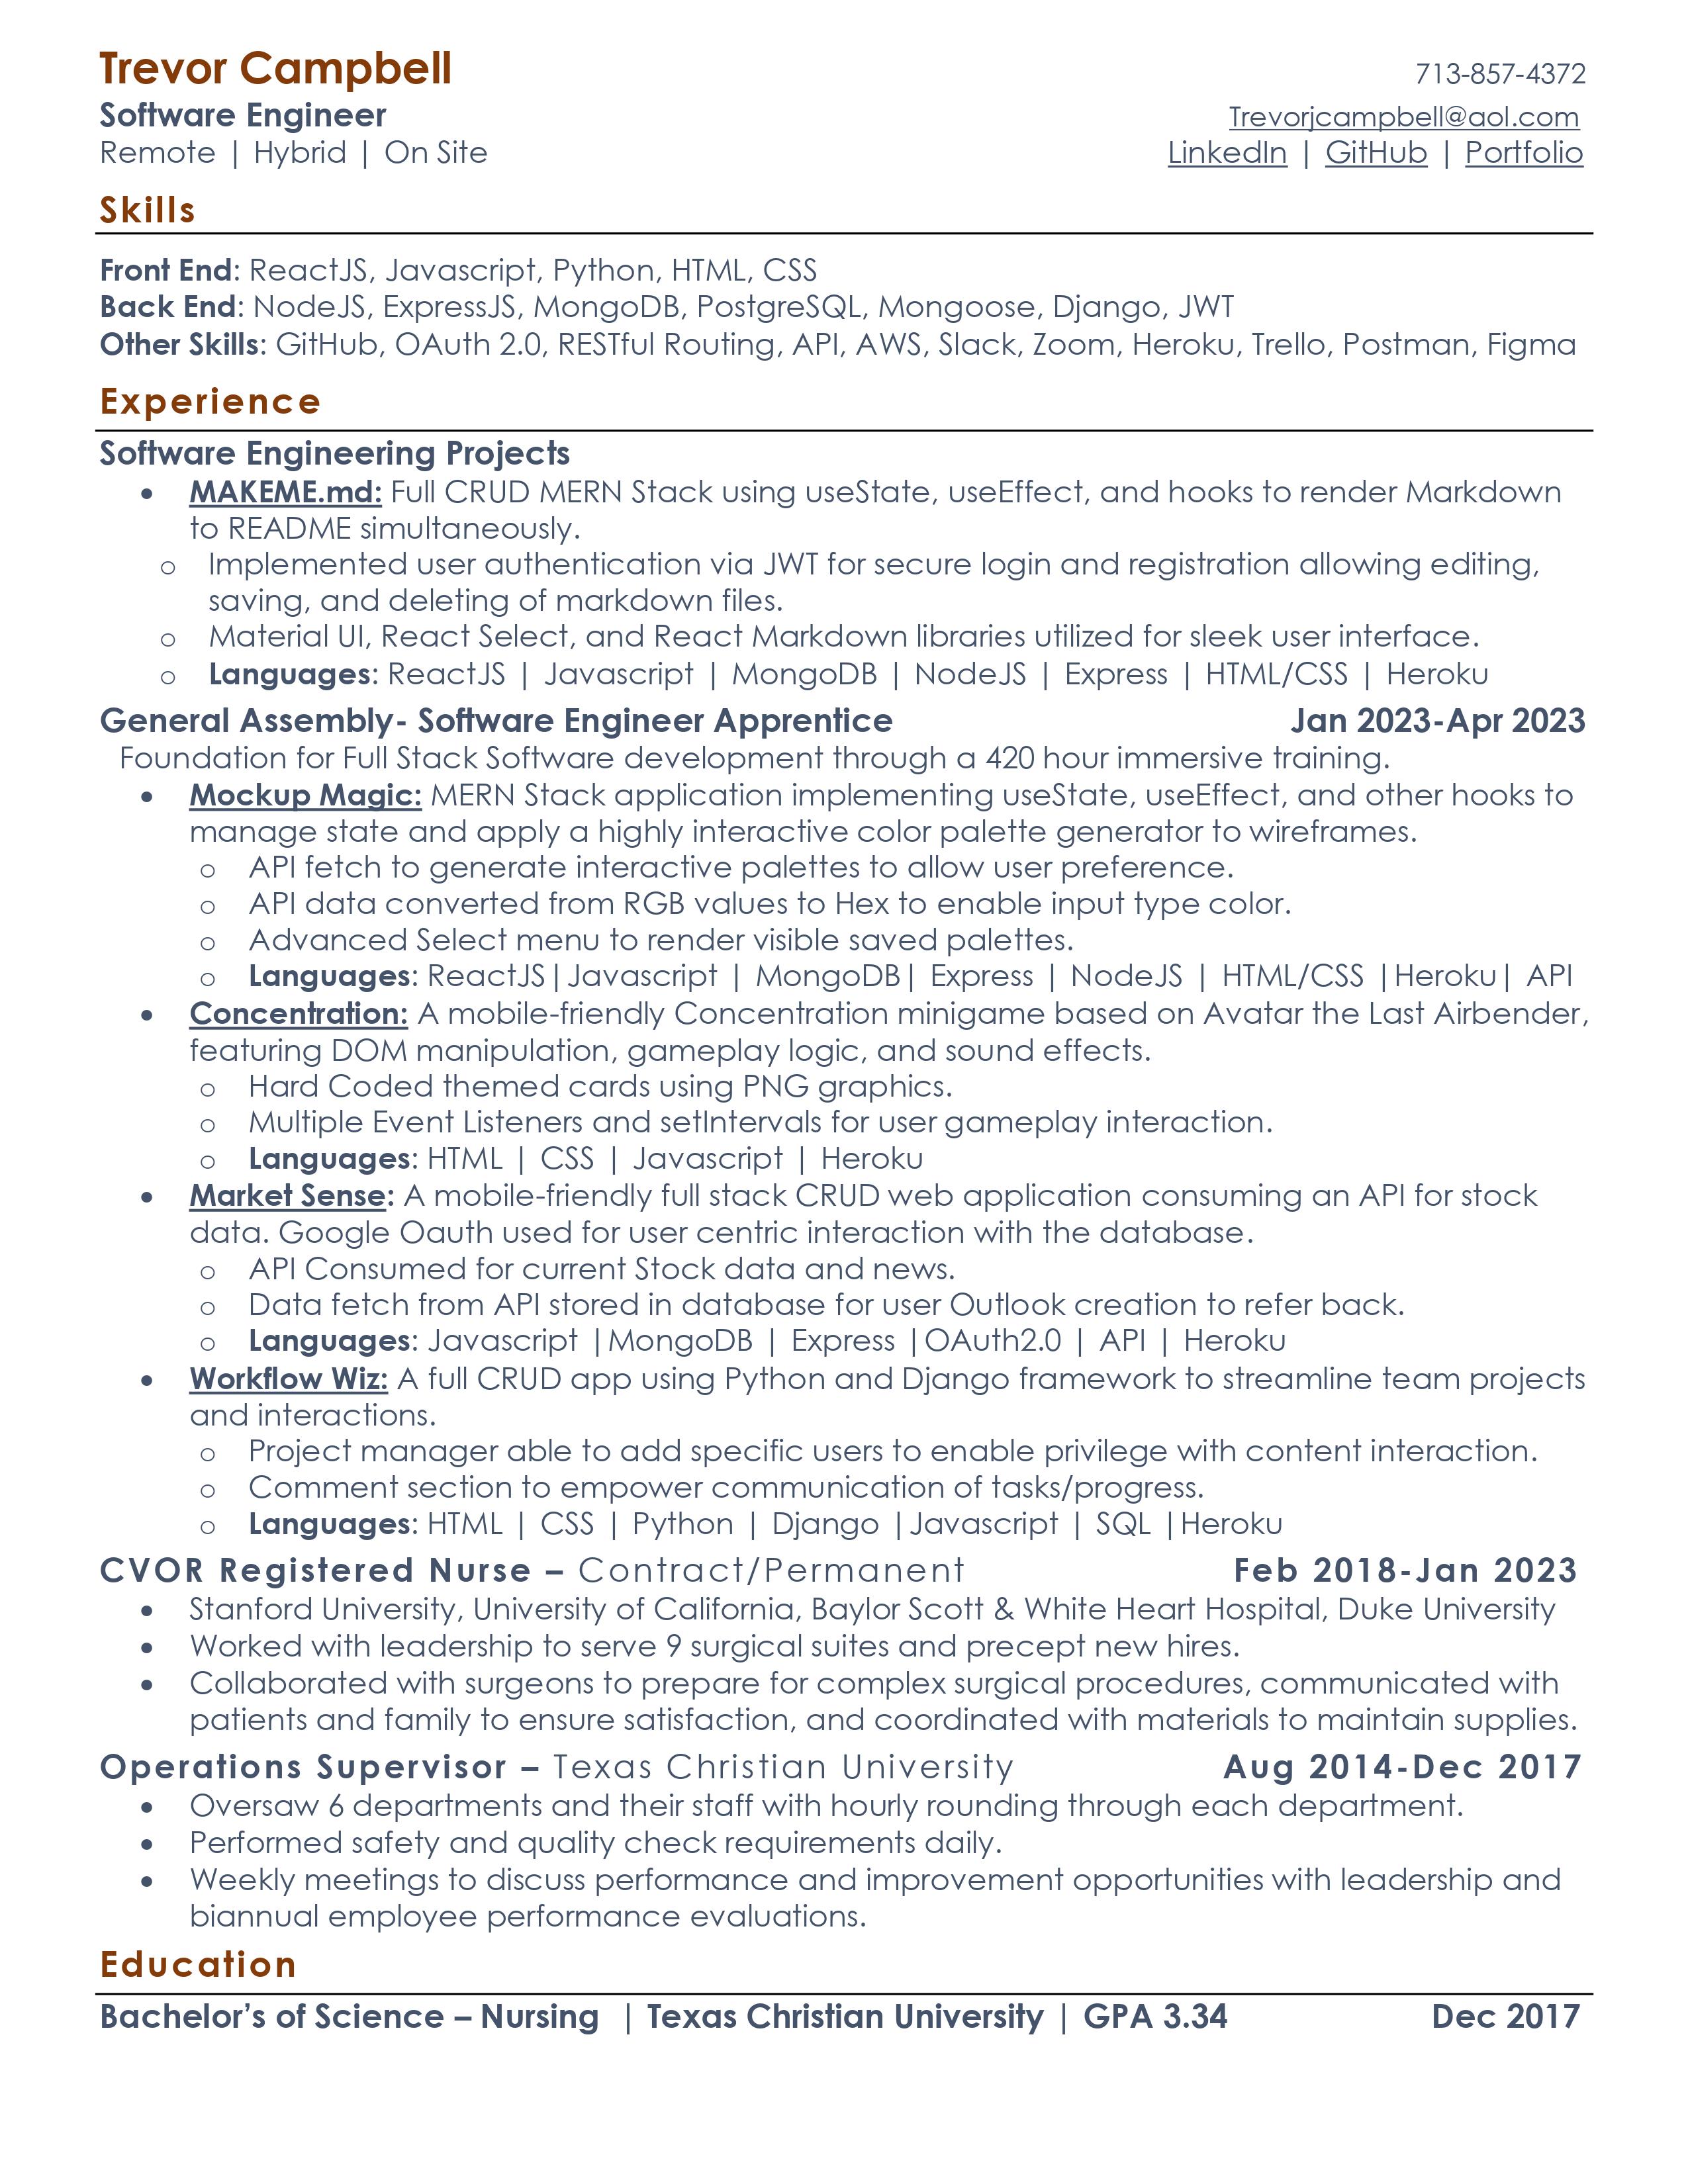 Trevor Campbell 713-857-4372
Software Engineer Trevorjcampbell@aol.com
Remote | Hybrid | On Site LinkedIn | GitHub | Portfolio
Skills
Front End: ReactJS, Javascript, Python, HTML, CSS
Back End: NodeJS, ExpressJS, MongoDB, PostgreSQL, Mongoose, Django, JWT
Other Skills: GitHub, OAuth 2.0, RESTful Routing, API, AWS, Slack, Zoom, Heroku, Trello, Postman, Figma
Experience
Software Engineering Projects
• MAKEME.md: Full CRUD MERN Stack using useState, useEffect, and hooks to render Markdown
to README simultaneously.
o Implemented user authentication via JWT for secure login and registration allowing editing,
saving, and deleting of markdown files.
o Material UI, React Select, and React Markdown libraries utilized for sleek user interface.
o Languages: ReactJS | Javascript | MongoDB | NodeJS | Express | HTML/CSS | Heroku
General Assembly- Software Engineer Apprentice Jan 2023-Apr 2023
Foundation for Full Stack Software development through a 420 hour immersive training.
• Mockup Magic: MERN Stack application implementing useState, useEffect, and other hooks to
manage state and apply a highly interactive color palette generator to wireframes.
o API fetch to generate interactive palettes to allow user preference.
o API data converted from RGB values to Hex to enable input type color.
o Advanced Select menu to render visible saved palettes.
o Languages: ReactJS|Javascript | MongoDB| Express | NodeJS | HTML/CSS |Heroku| API
• Concentration: A mobile-friendly Concentration minigame based on Avatar the Last Airbender,
featuring DOM manipulation, gameplay logic, and sound effects.
o Hard Coded themed cards using PNG graphics.
o Multiple Event Listeners and setIntervals for user gameplay interaction.
o Languages: HTML | CSS | Javascript | Heroku
• Market Sense: A mobile-friendly full stack CRUD web application consuming an API for stock
data. Google Oauth used for user centric interaction with the database.
o API Consumed for current Stock data and news.
o Data fetch from API stored in database for user Outlook creation to refer back.
o Languages: Javascript |MongoDB | Express |OAuth2.0 | API | Heroku
• Workflow Wiz: A full CRUD app using Python and Django framework to streamline team projects
and interactions.
o Project manager able to add specific users to enable privilege with content interaction.
o Comment section to empower communication of tasks/progress.
o Languages: HTML | CSS | Python | Django |Javascript | SQL |Heroku
CVOR Registered Nurse – Contract/Permanent Feb 2018-Jan 2023
• Stanford University, University of California, Baylor Scott & White Heart Hospital, Duke University
• Worked with leadership to serve 9 surgical suites and precept new hires.
• Collaborated with surgeons to prepare for complex surgical procedures, communicated with
patients and family to ensure satisfaction, and coordinated with materials to maintain supplies.
Operations Supervisor – Texas Christian University Aug 2014-Dec 2017
• Oversaw 6 departments and their staff with hourly rounding through each department.
• Performed safety and quality check requirements daily.
• Weekly meetings to discuss performance and improvement opportunities with leadership and
biannual employee performance evaluations.
Education
Bachelor’s of Science – Nursing | Texas Christian University | GPA 3.34 Dec 2017